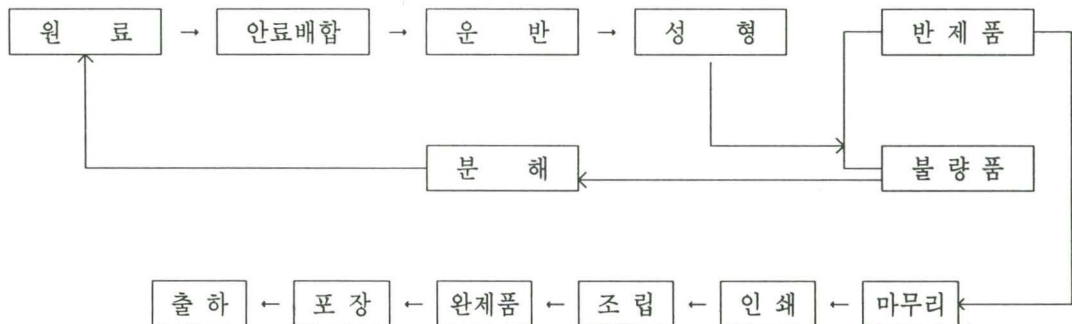 원 료 → 안료배합 → 운 반 → 성 형 반 제 품
분 해 불 량 품
출 하 ← 포 장 ← 완제품 ← 조 립 ← 인 쇄 ← 마무리